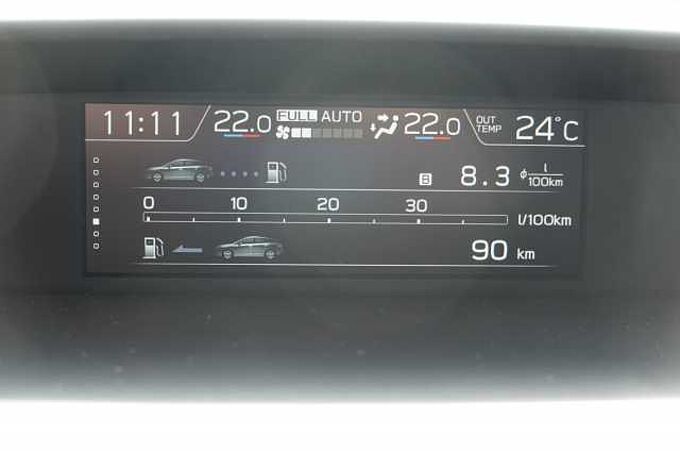 11:11 22.0 FULL AUTO 22.0 OUT TEMP 24°C
B 8.3 ϕ l/100km
0 10 20 30 l/100km
90 km